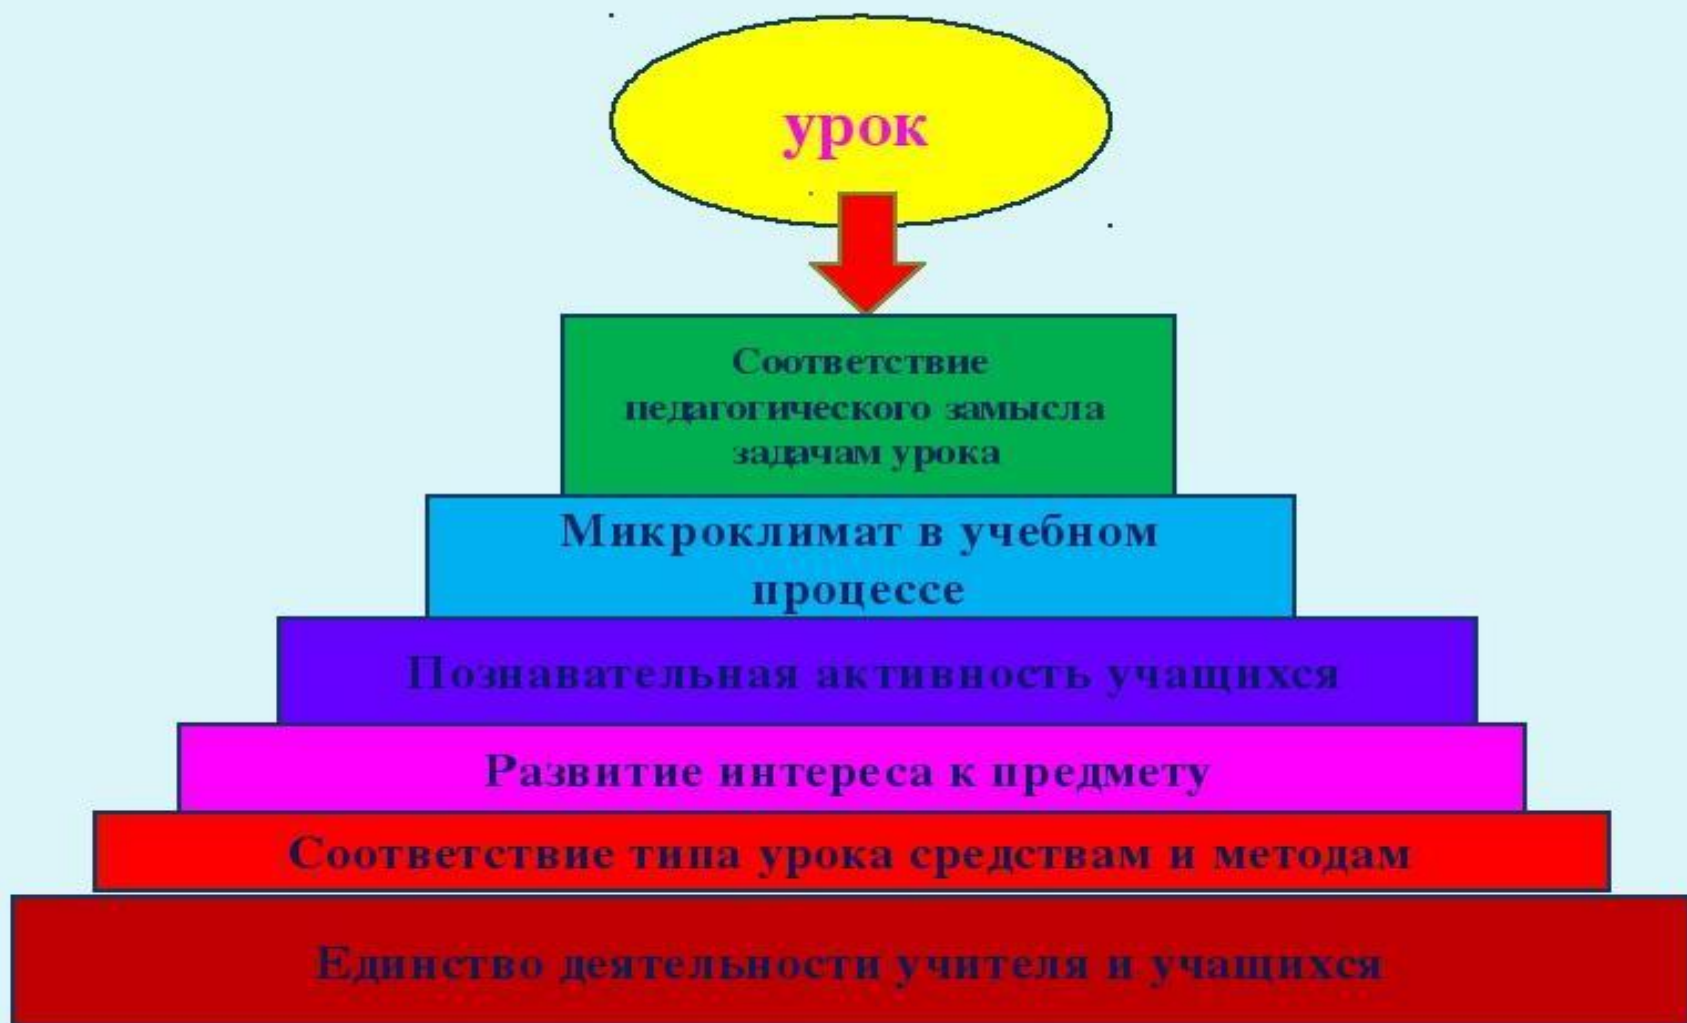 урок
Соответствие
педагогического замысла
задачам урока
Микроклимат в учебном
процессе
Познавательная активность учащихся
Развитие интереса к предмету
Соответствие типа урока средствам и методам
Единство деятельности учителя и учащихся